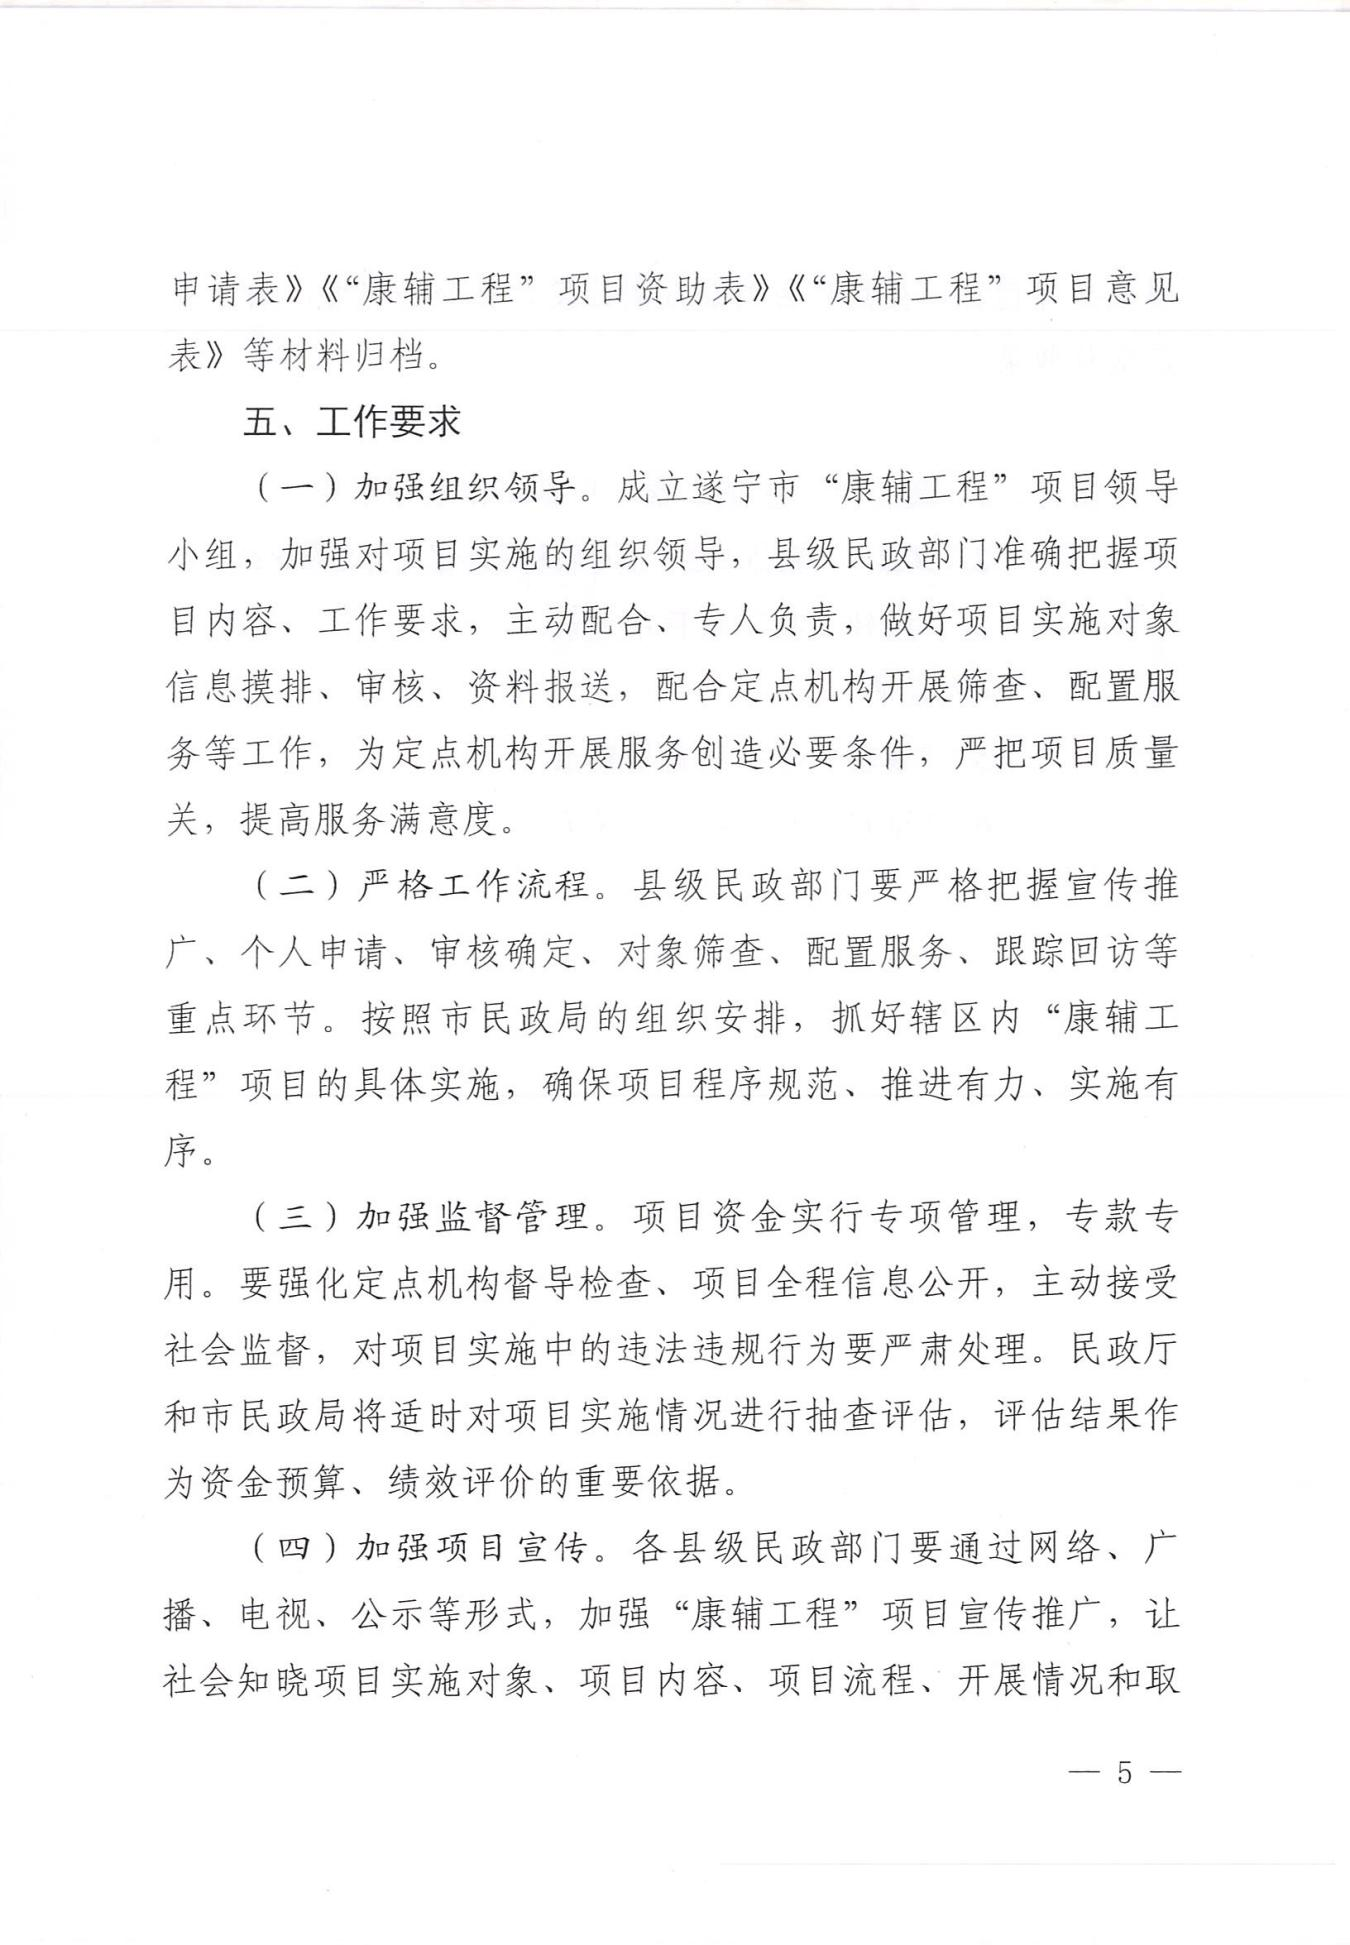 申请表》《“康辅工程”项目资助表》《“康辅工程”项目意见
表》等材料归档。
五、工作要求
（一）加强组织领导。成立遂宁市“康辅工程”项目领导
小组，加强对项目实施的组织领导，县级民政部门准确把握项
目内容、工作要求，主动配合、专人负责，做好项目实施对象
信息摸排、审核、资料报送，配合定点机构开展筛查、配置服
务等工作，为定点机构开展服务创造必要条件，严把项目质量
关，提高服务满意度。
（二）严格工作流程。县级民政部门要严格把握宣传推
广、个人申请、审核确定、对象筛查、配置服务、跟踪回访等
重点环节。按照市民政局的组织安排，抓好辖区内“康辅工
程”项目的具体实施，确保项目程序规范、推进有力、实施有
序。
（三）加强监督管理。项目资金实行专项管理，专款专
用。要强化定点机构督导检查、项目全程信息公开，主动接受
社会监督，对项目实施中的违法违规行为要严肃处理。民政厅
和市民政局将适时对项目实施情况进行抽查评估，评估结果作
为资金预算、绩效评价的重要依据。
（四）加强项目宣传。各县级民政部门要通过网络、广
播、电视、公示等形式，加强“康辅工程”项目宣传推广，让
社会知晓项目实施对象、项目内容、项目流程、开展情况和取
— 5 —